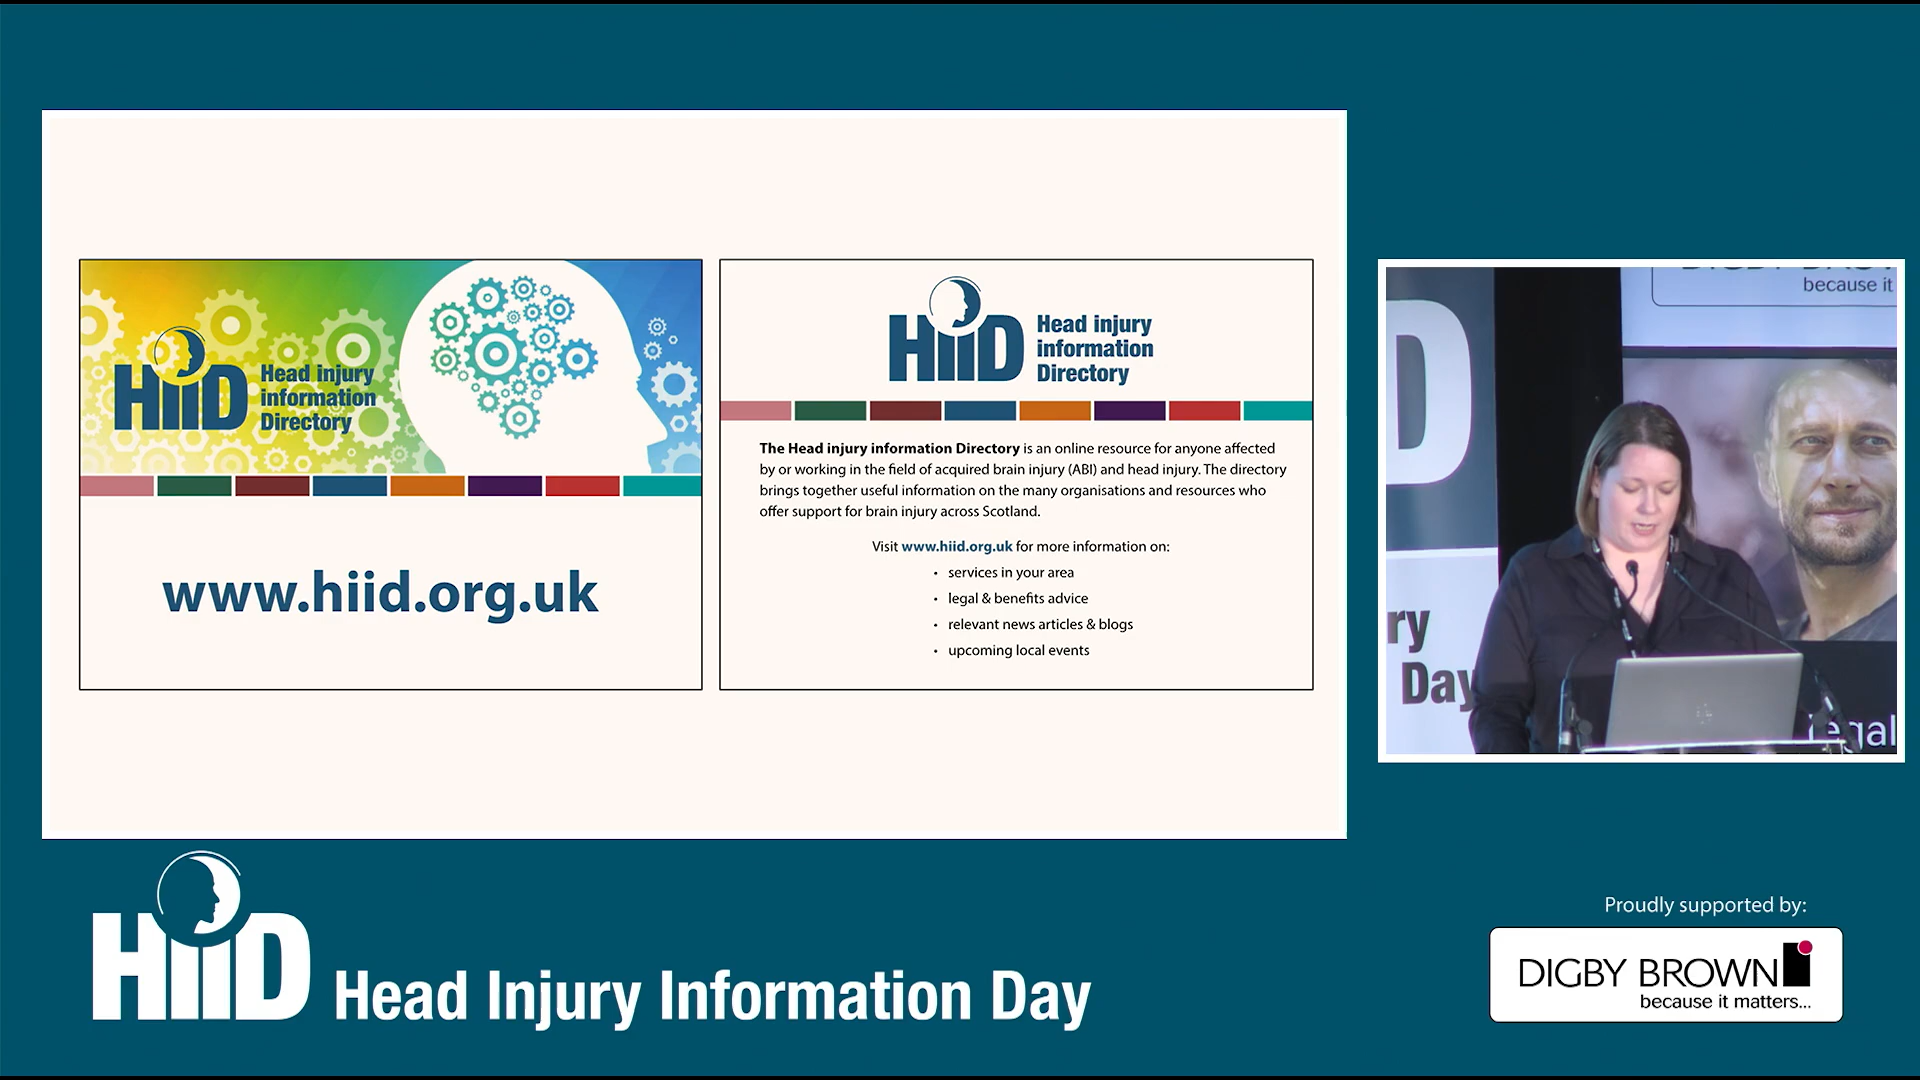 HiiD
Head injury
information
Directory
www.hiid.org.uk
HiiD
Head injury
information
Directory
The Head injury information Directory is an online resource for anyone affected
by or working in the field of acquired brain injury (ABI) and head injury. The directory
brings together useful information on the many organisations and resources who
offer support for brain injury across Scotland.
Visit www.hiid.org.uk for more information on:
• services in your area
• legal & benefits advice
• relevant news articles & blogs
• upcoming local events
because it
D
ry
Day
Legal
HiiD Head Injury Information Day
Proudly supported by:
DIGBY BROWN
because it matters...